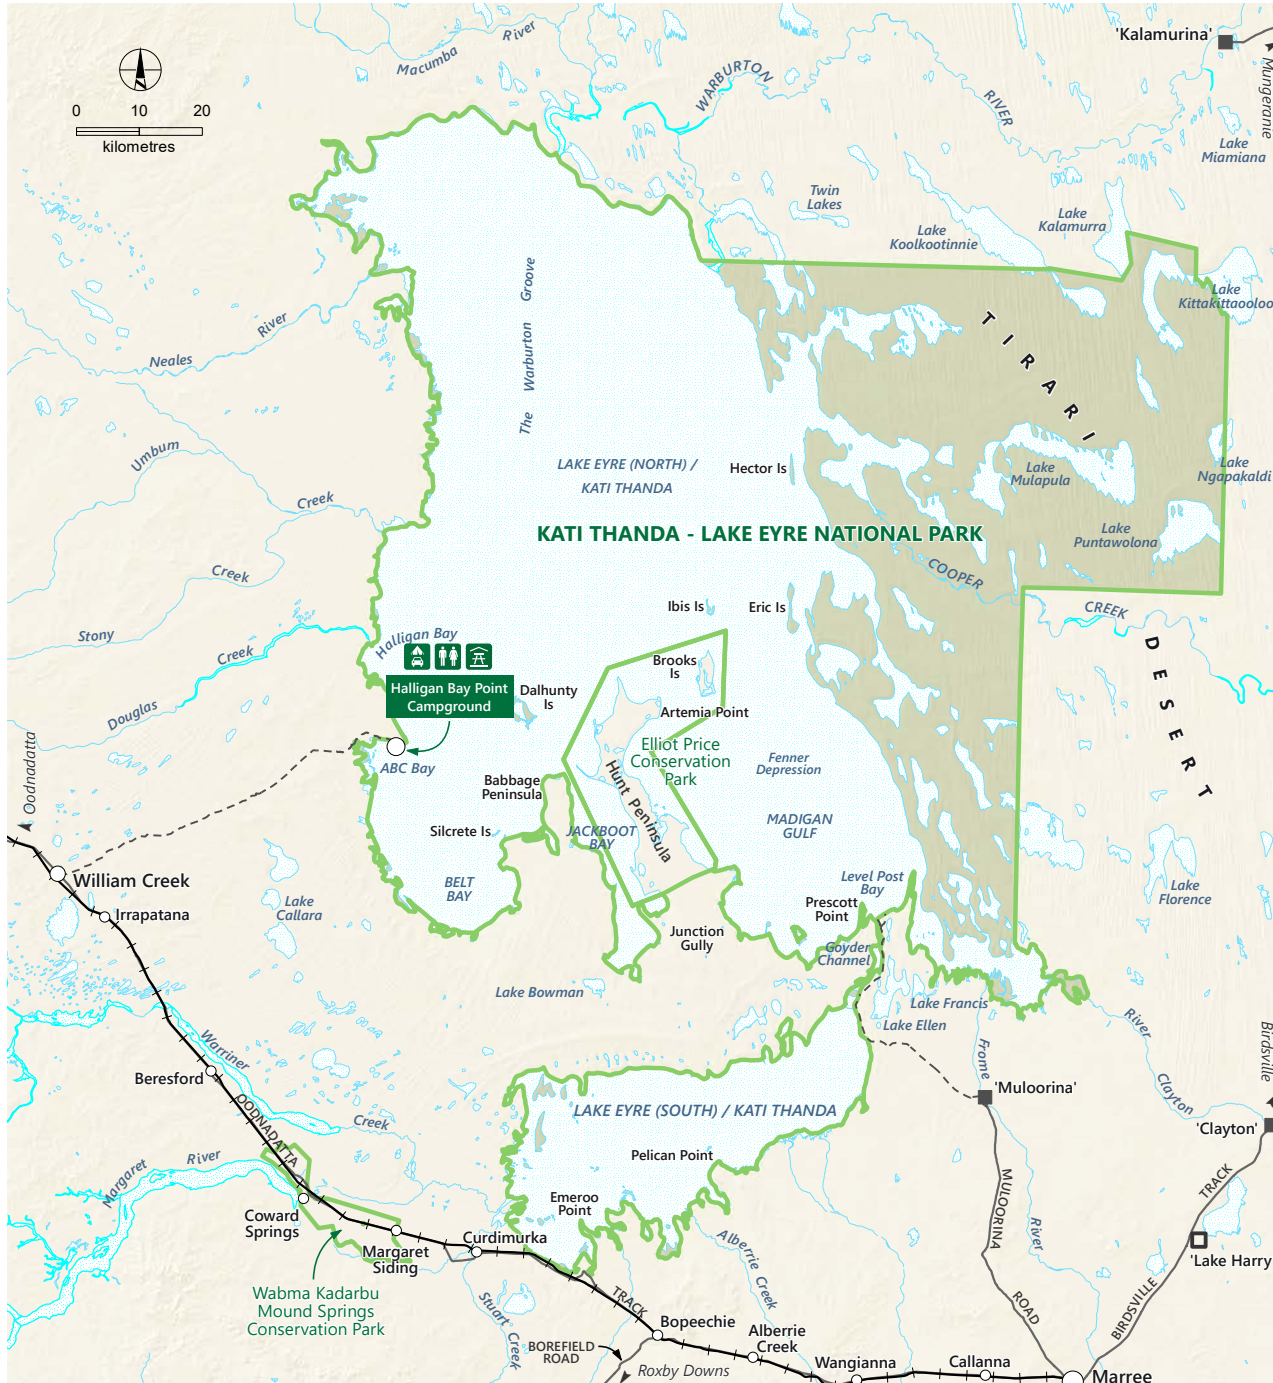 'Kalamurina'
Macumba River
WARBURTON RIVER
Mungeranie
N
0 10 20
kilometres
Lake
Miamiana
Twin
Lakes
Lake
Koolkootinnie
Lake
Kalamurra
Lake
Kittakittaooloo
The Warburton Groove
Neales River
TIRARI
Umbum Creek
LAKE EYRE (NORTH) /
KATI THANDA
Hector Is
Lake
Mulapula
Lake
Ngapakaldi
KATI THANDA - LAKE EYRE NATIONAL PARK
Lake
Puntawolona
COOPER CREEK
Stony Creek
Ibis Is
Eric Is
DESERT
Halligan Bay
Douglas Creek
Brooks
Is
Halligan Bay Point
Campground
Dalhunty
Is
Artemia Point
Elliot Price
Conservation
Park
Oodnadatta
ABC Bay
Fenner
Depression
Babbage
Peninsula
Hunt Peninsula
Silcrete Is
JACKBOOT
BAY
MADIGAN
GULF
William Creek
BELT
BAY
Level Post
Bay
Lake
Callara
Lake
Florence
Irrapatana
Prescott
Point
Junction
Gully
Goyder
Channel
Lake Bowman
Lake Francis
Lake Ellen
River Clayton
Birdsville
Warriner Creek
Frome River
Beresford
'Muloorina'
OODNADATTA TRACK
LAKE EYRE (SOUTH) / KATI THANDA
'Clayton'
Margaret River
Pelican Point
MULOORINA ROAD
BIRDSVILLE TRACK
Emeroo
Point
Coward
Springs
Margaret
Siding
Curdimurka
Alberrie Creek
'Lake Harry
Wabma Kadarbu
Mound Springs
Conservation Park
Stuart Creek
Bopeechie
BOREFIELD
ROAD
Alberrie
Creek
Roxby Downs
Wangianna
Callanna
Marree